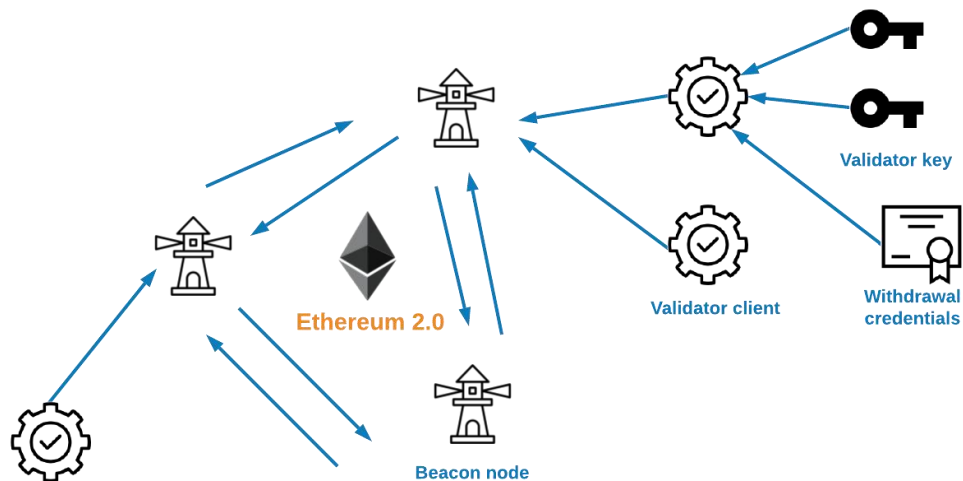 Validator key
Ethereum 2.0
Validator client
Withdrawal
credentials
Beacon node